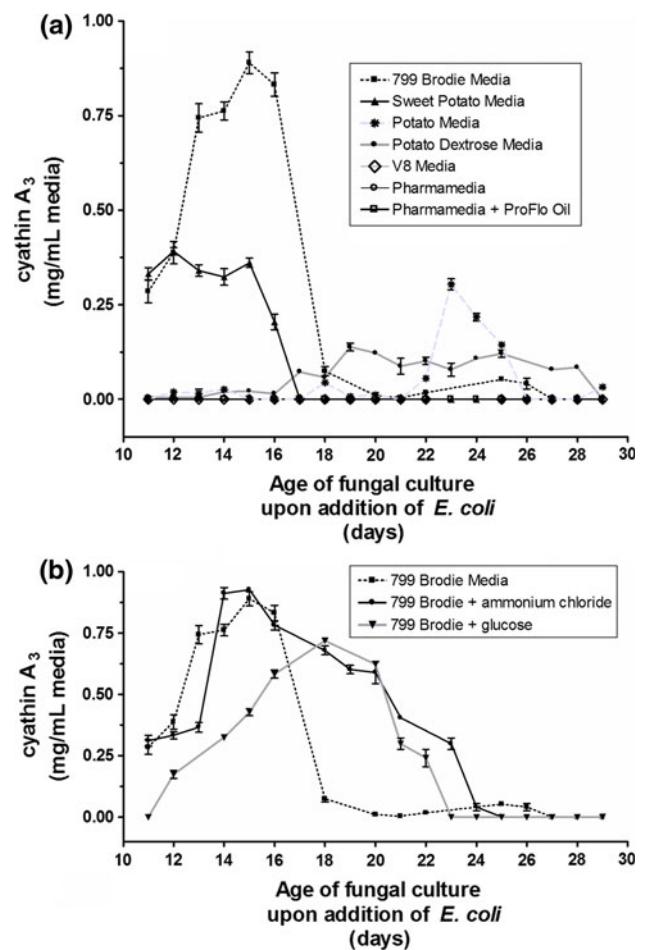 (a)
1.00
0.75
0.50
0.25
0.00
cyathin A3
(mg/mL media)
799 Brodie Media
Sweet Potato Media
Potato Media
Potato Dextrose Media
V8 Media
Pharmamedia
Pharmamedia + ProFlo Oil
10 12 14 16 18 20 22 24 26 28 30
Age of fungal culture
upon addition of E. coli
(days)
(b)
1.00
0.75
0.50
0.25
0.00
cyathin A3
(mg/mL media)
799 Brodie Media
799 Brodie + ammonium chloride
799 Brodie + glucose
10 12 14 16 18 20 22 24 26 28 30
Age of fungal culture
upon addition of E. coli
(days)